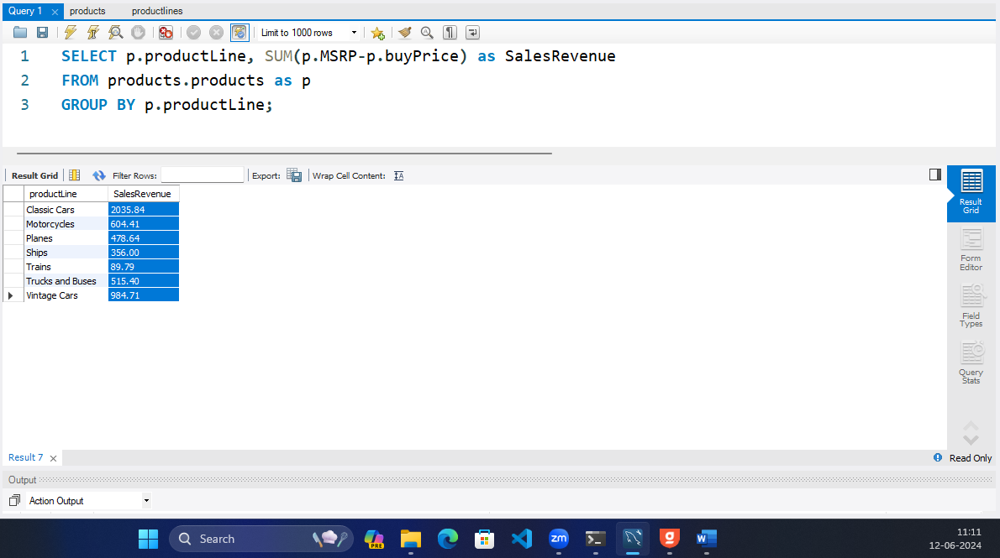 Query 1 products productlines
Limit to 1000 rows
1 SELECT p.productLine, SUM(p.MSRP-p.buyPrice) as SalesRevenue
2 FROM products.products as p
3 GROUP BY p.productLine;
Result Grid Filter Rows: Export: Wrap Cell Content:
productLine SalesRevenue
Classic Cars 2035.84
Motorcycles 604.41
Planes 478.64
Ships 356.00
Trains 89.79
Trucks and Buses 515.40
Vintage Cars 984.71
Result
Grid
Form
Editor
Field
Types
Query
Stats
Result 7 Read Only
Output
Action Output
Search PRE zm g W 11:11
12-06-2024